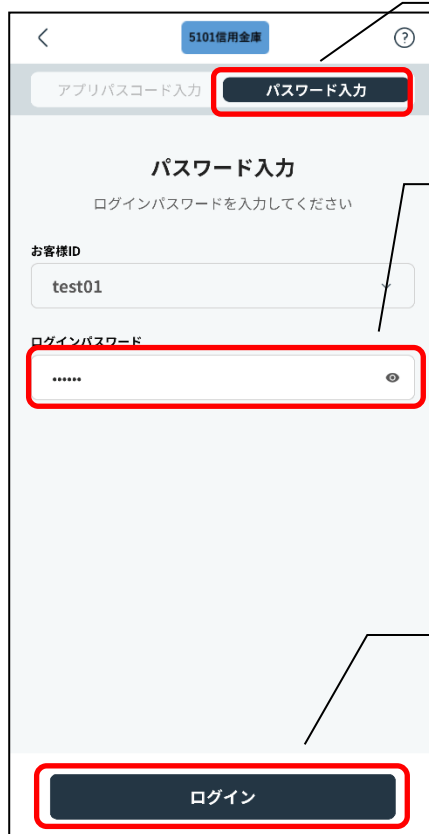 5101信用金庫
?
アプリパスコード入力 パスワード入力
パスワード入力
ログインパスワードを入力してください
お客様ID
test01
ログインパスワード
••••••
ログイン